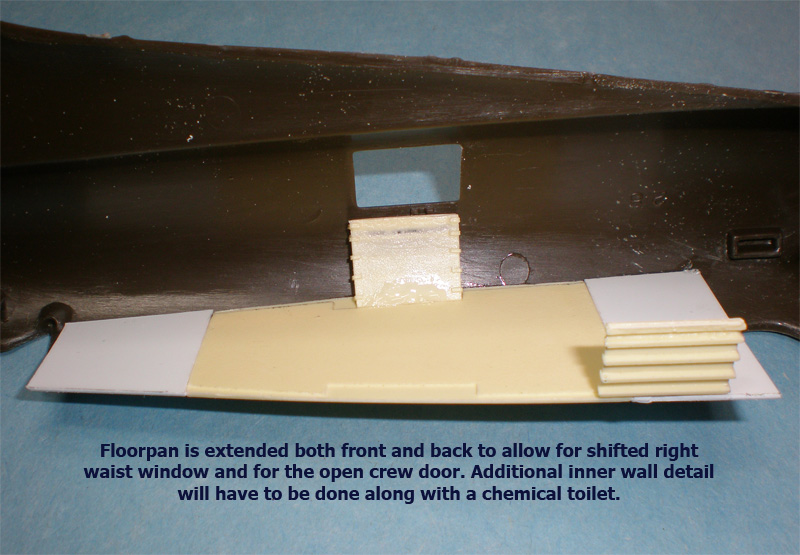 Floorpan is extended both front and back to allow for shifted right
waist window and for the open crew door. Additional inner wall detail
will have to be done along with a chemical toilet.